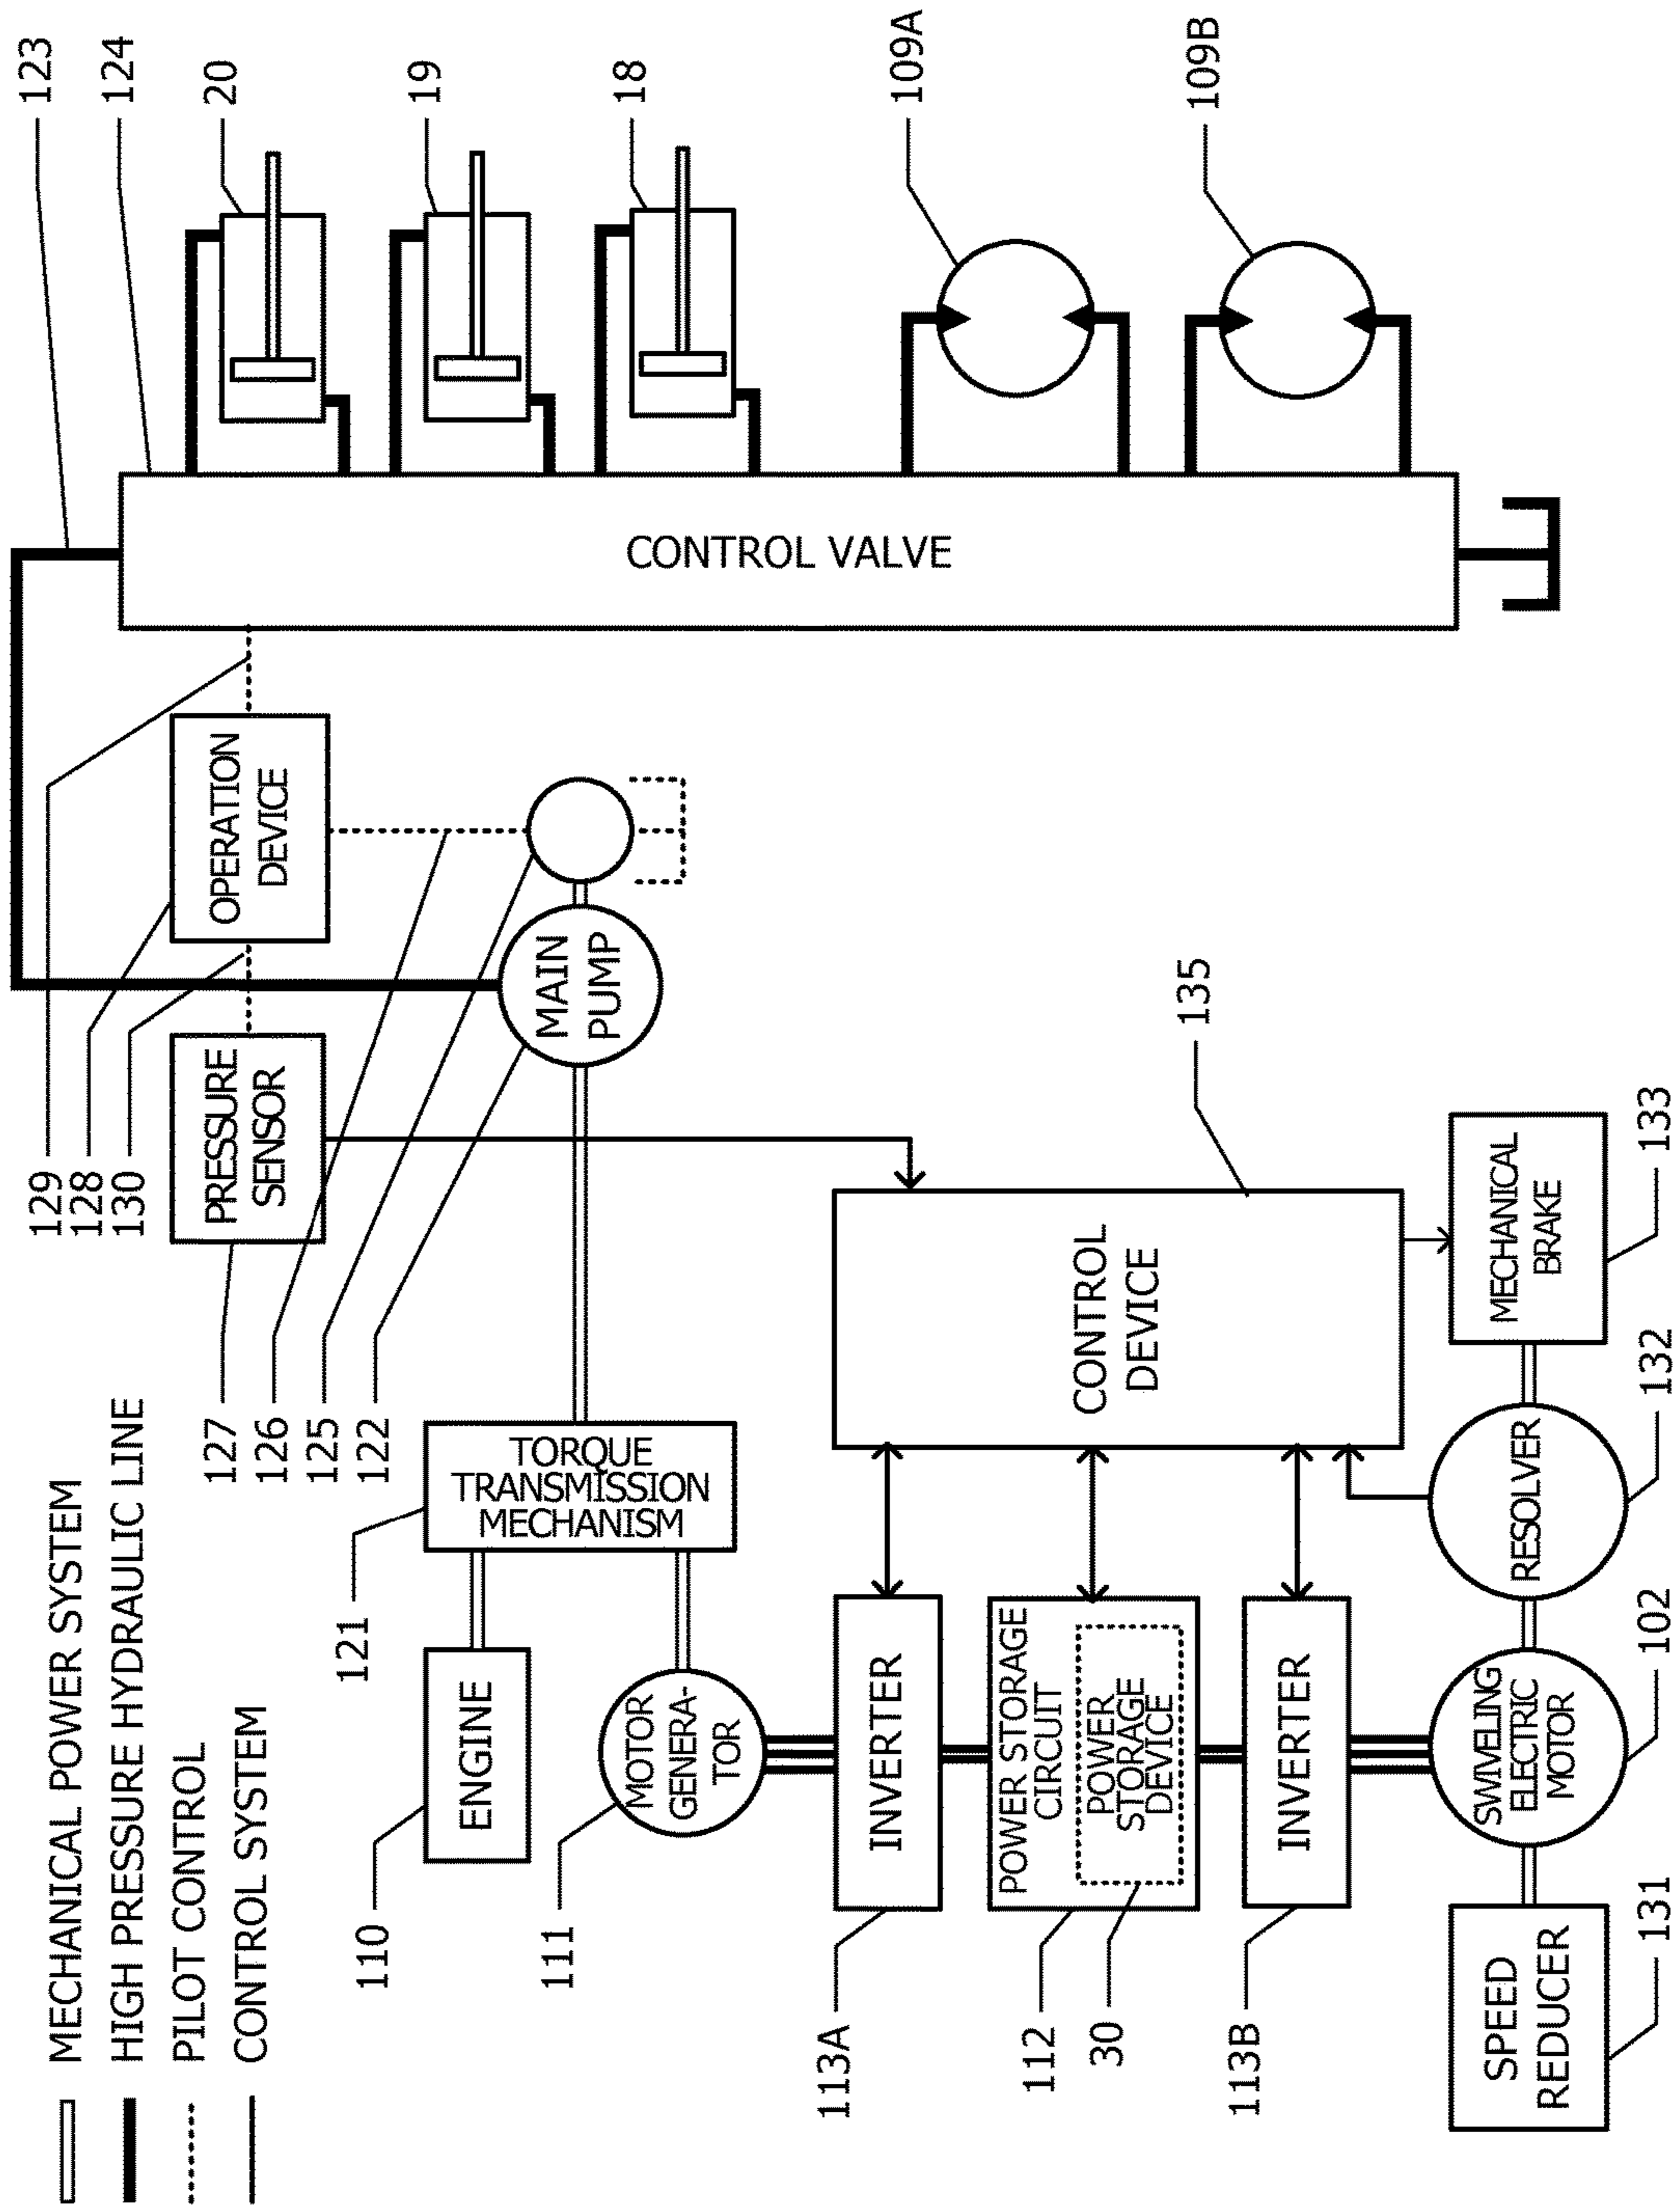 MECHANICAL POWER SYSTEM
HIGH PRESSURE HYDRAULIC LINE
PILOT CONTROL
CONTROL SYSTEM
129
128
130
127
126
125
122
123
124
20
19
18
109A
109B
PRESSURE
SENSOR
OPERATION
DEVICE
CONTROL VALVE
MAIN
PUMP
TORQUE
TRANSMISSION
MECHANISM
121
ENGINE
110
MOTOR
GENERA-
TOR
111
INVERTER
113A
POWER STORAGE
CIRCUIT
POWER
STORAGE
DEVICE
112
30
INVERTER
113B
CONTROL
DEVICE
135
SPEED
REDUCER
131
SWIVELING
ELECTRIC
MOTOR
102
RESOLVER
132
MECHANICAL
BRAKE
133